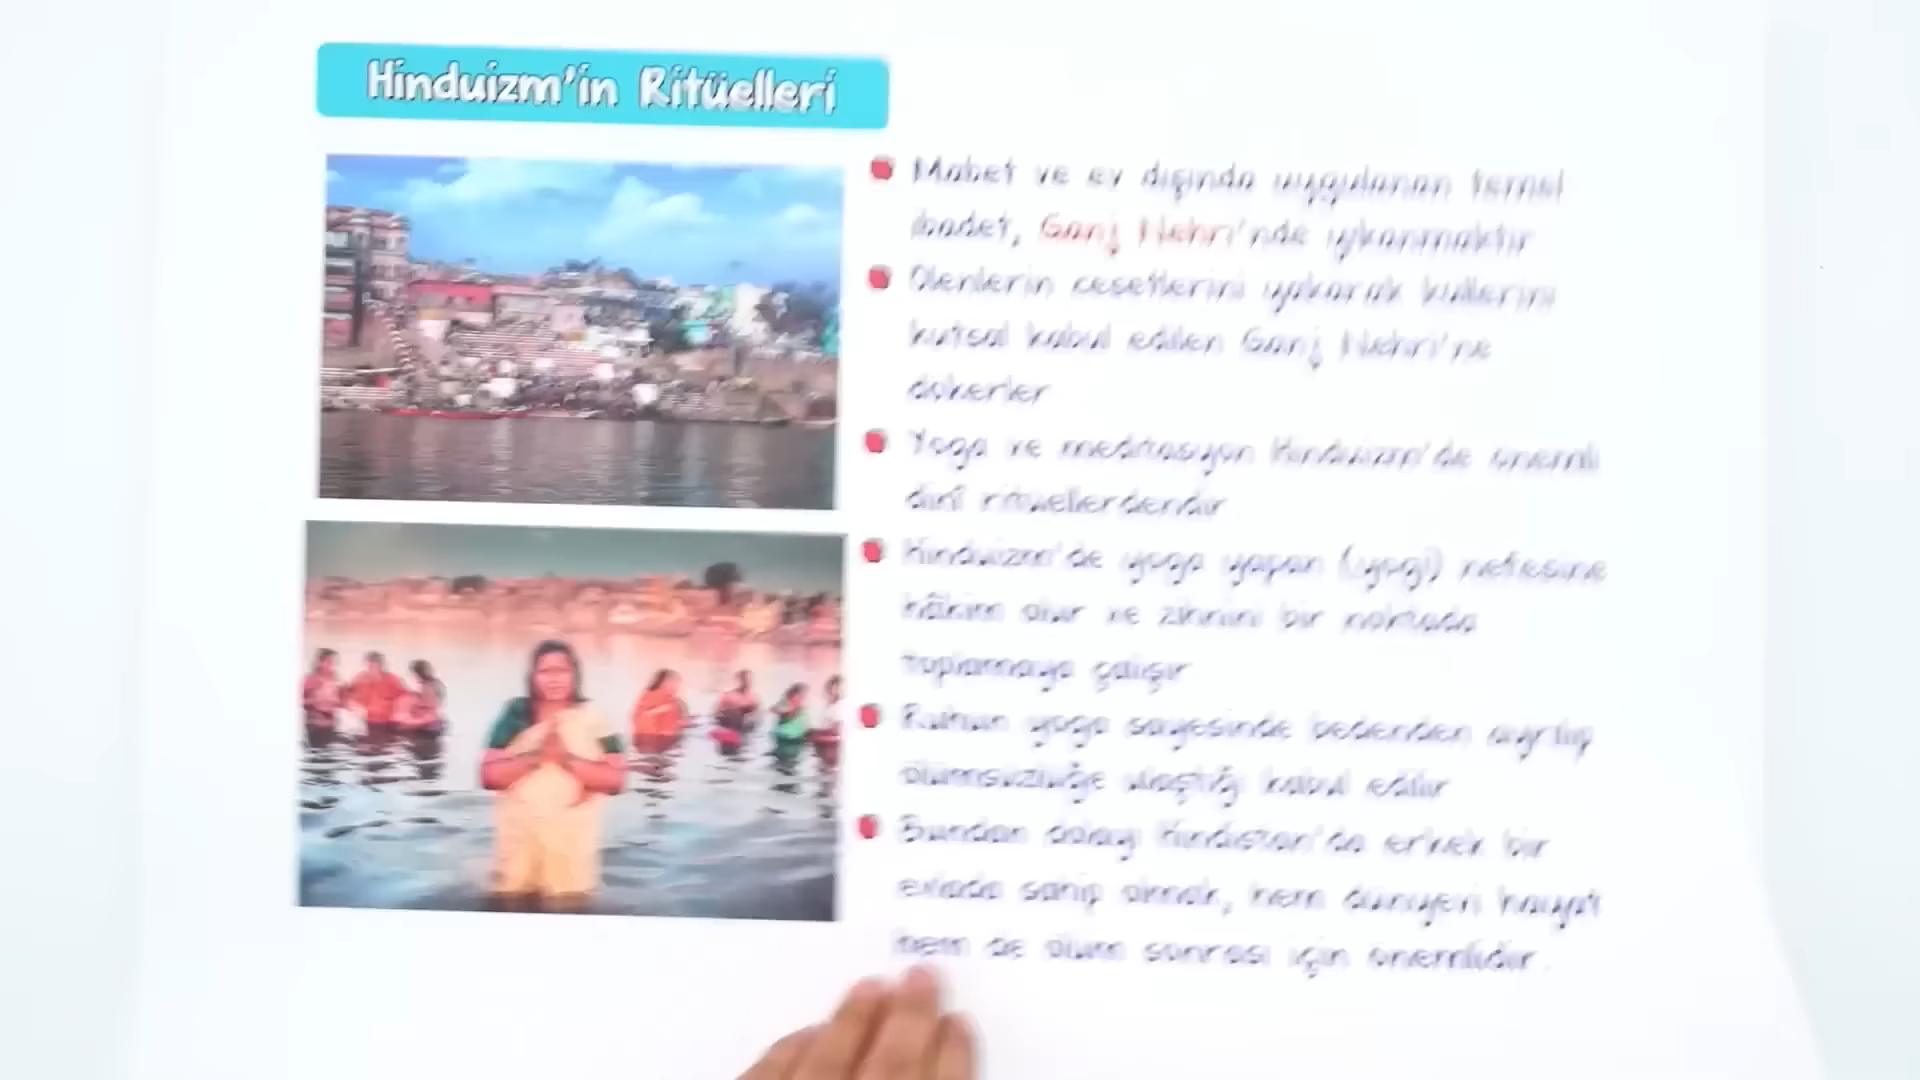 Hinduizm'in Ritüelleri
Mabet ve ev dışında uygulanan temel
ibadet, Ganj Nehri'nde yıkanmaktır
Ölenlerin cesetlerini yakarak küllerini
kutsal kabul edilen Ganj Nehri'ne
dökerler
Yoga ve meditasyon Hinduizm'de önemli
dinî ritüellerdendir
Hinduizm'de yoga yapan (yogi) nefesine
hâkim olur ve zihnini bir noktada
toplamaya çalışır
Ruhun yoga sayesinde bedenden ayrılıp
ölümsüzlüğe ulaştığı kabul edilir
Bundan dolayı Hindistan'da erkek bir
evlada sahip olmak, hem dünyevi hayat
hem de ölüm sonrası için önemlidir.